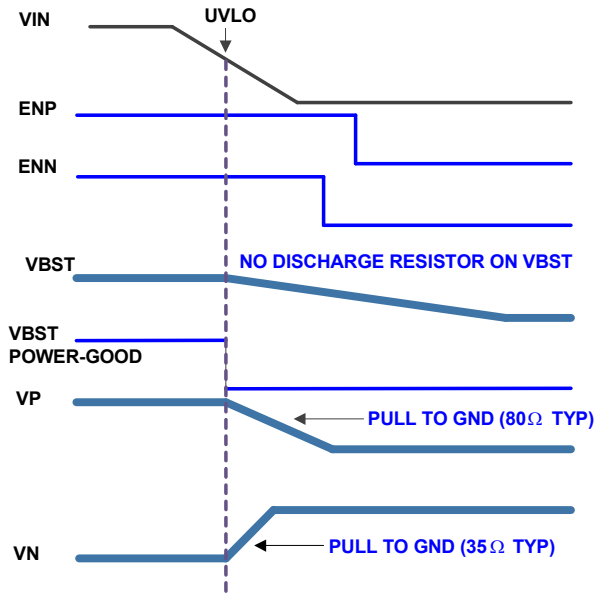 VIN
UVLO
ENP
ENN
VBST
NO DISCHARGE RESISTOR ON VBST
VBST
POWER-GOOD
VP
PULL TO GND (80Ω TYP)
VN
PULL TO GND (35Ω TYP)